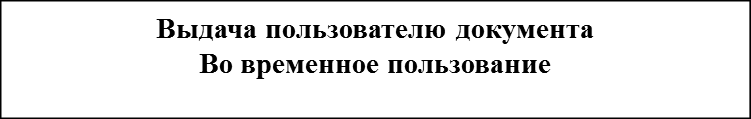 Выдача пользователю документа
Во временное пользование